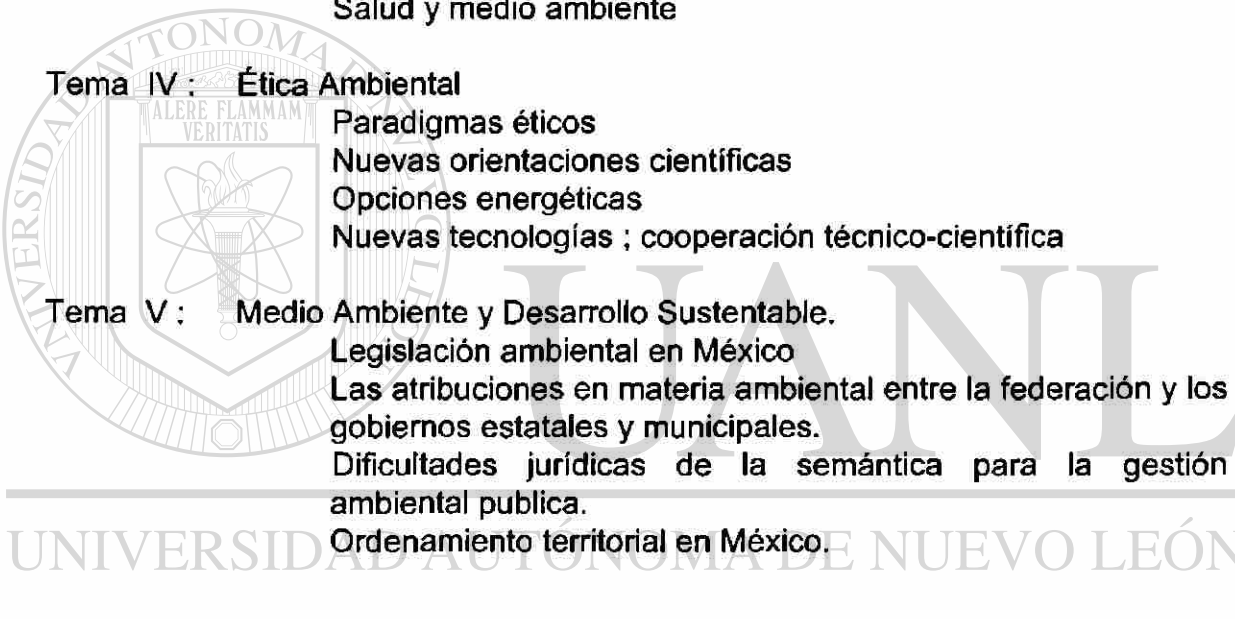 Salud y medio ambiente
Tema IV : Ética Ambiental
Paradigmas éticos
Nuevas orientaciones científicas
Opciones energéticas
Nuevas tecnologías ; cooperación técnico-científica
Tema V : Medio Ambiente y Desarrollo Sustentable.
Legislación ambiental en México
Las atribuciones en materia ambiental entre la federación y los
gobiernos estatales y municipales.
Dificultades jurídicas de la semántica para la gestión
ambiental publica.
Ordenamiento territorial en México.
ALERE FLAMMAM
VERITATIS
UANL
UNIVERSIDAD AUTÓNOMA DE NUEVO LEÓN